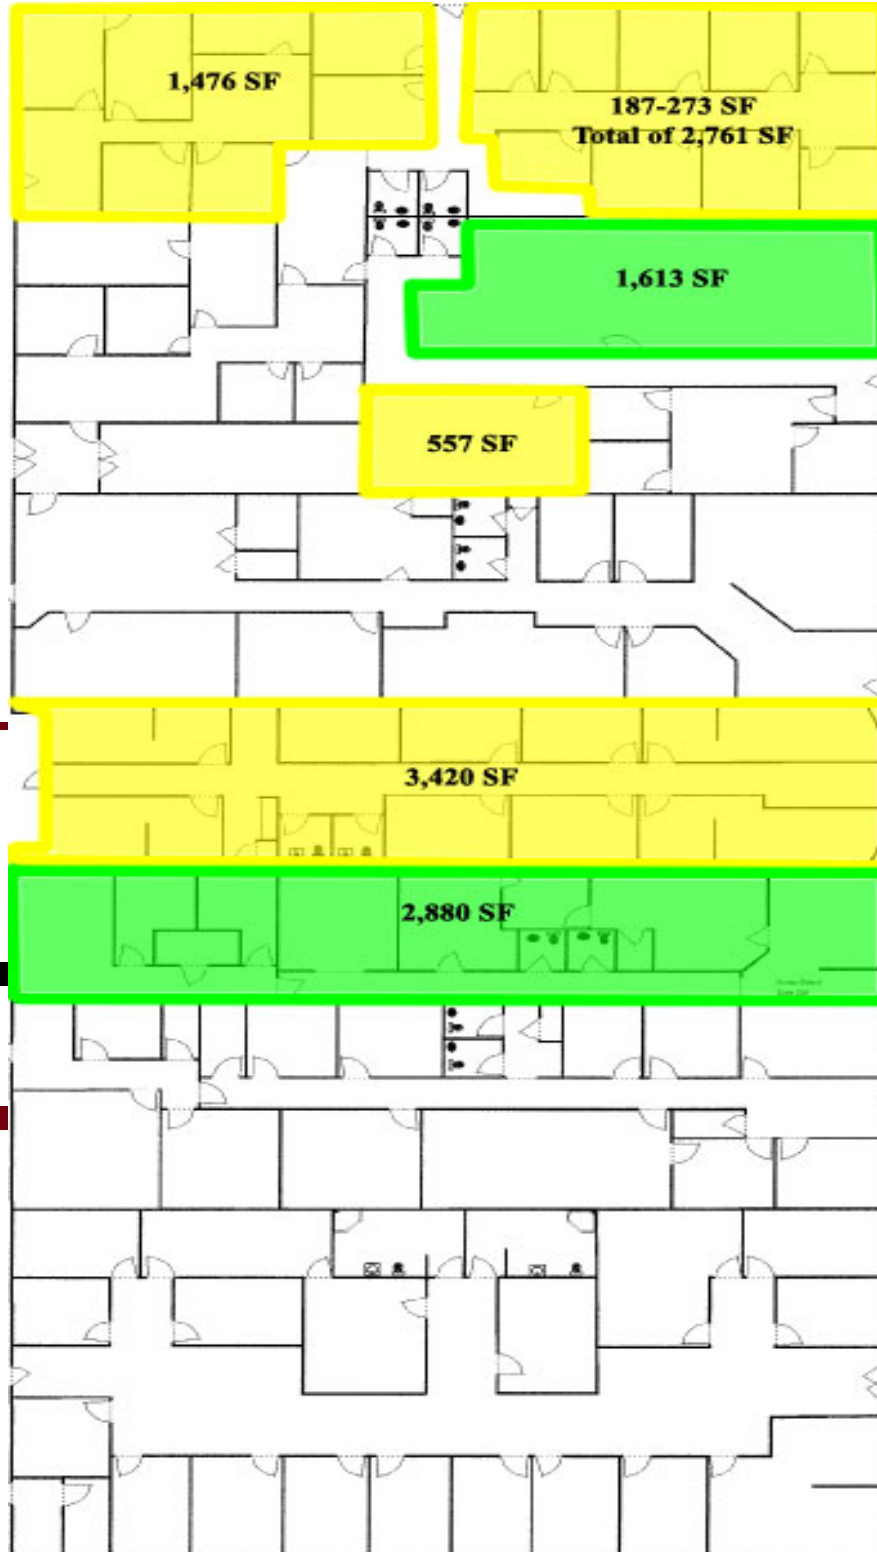 1,476 SF
187-273 SF
Total of 2,761 SF
1,613 SF
557 SF
3,420 SF
2,880 SF